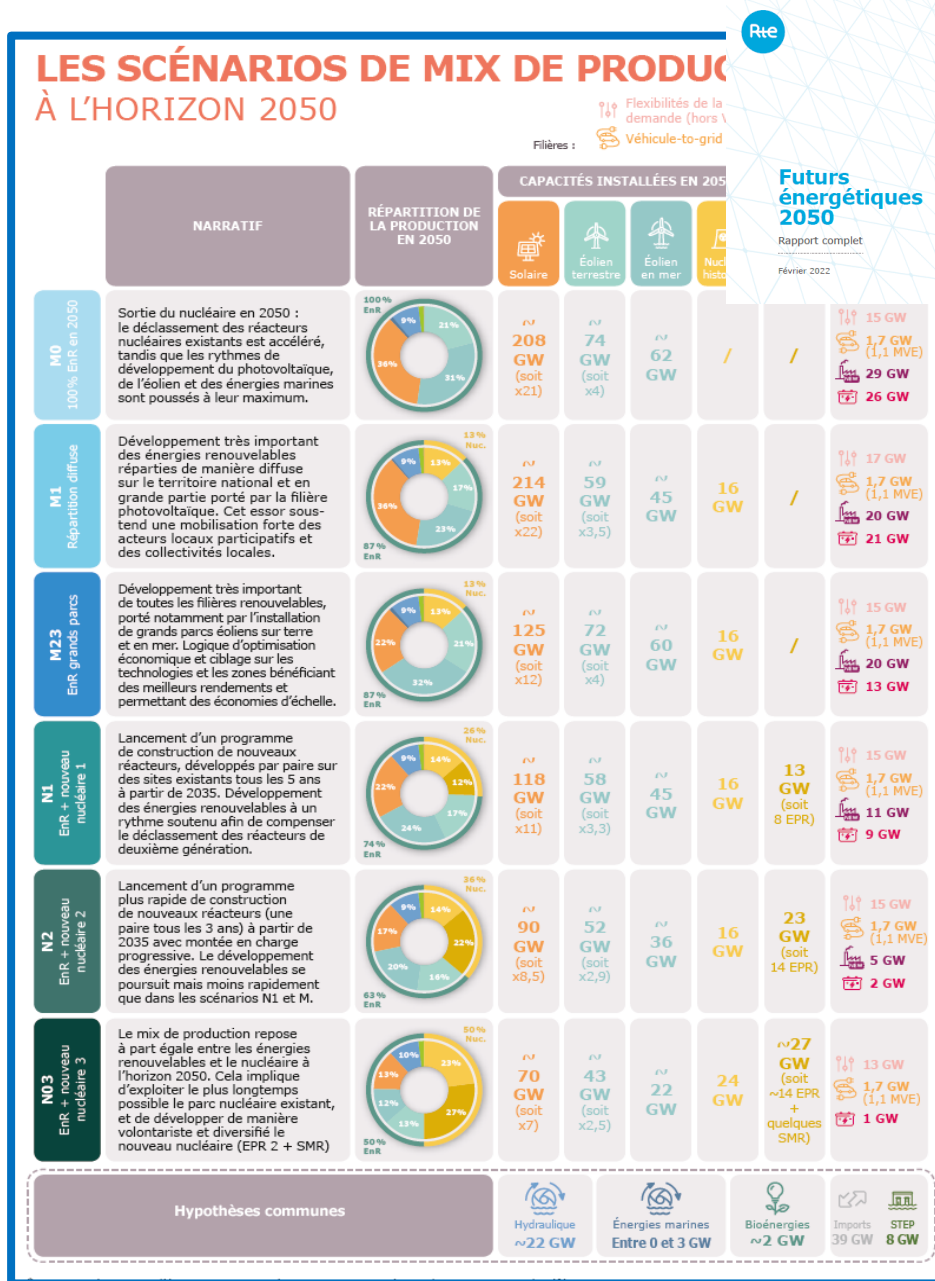 Rte
LES SCÉNARIOS DE MIX DE PRODUC
À L'HORIZON 2050
Flexibilités de la
demande (hors V
Filières :
Véhicule-to-grid
Futurs
énergétiques
2050
Rapport complet
Février 2022
NARRATIF
RÉPARTITION DE
LA PRODUCTION
EN 2050
CAPACITÉS INSTALLÉES EN 205
Solaire
Éolien
terrestre
Éolien
en mer
Nucl
histo
M0
100% EnR en 2050
Sortie du nucléaire en 2050 :
le déclassement des réacteurs
nucléaires existants est accéléré,
tandis que les rythmes de
développement du photovoltaïque,
de l'éolien et des énergies marines
sont poussés à leur maximum.
100%
EnR
9%
21%
36%
31%
~
208
GW
(soit
x21)
~
74
GW
(soit
x4)
~
62
GW
/
/
15 GW
1,7 GW
(1,1 MVE)
29 GW
26 GW
M1
Répartition diffuse
Développement très important
des énergies renouvelables
réparties de manière diffuse
sur le territoire national et en
grande partie porté par la filière
photovoltaïque. Cet essor sous-
tend une mobilisation forte des
acteurs locaux participatifs et
des collectivités locales.
13%
Nuc.
9%
13%
17%
36%
23%
87%
EnR
~
214
GW
(soit
x22)
~
59
GW
(soit
x3,5)
~
45
GW
16
GW
/
17 GW
1,7 GW
(1,1 MVE)
20 GW
21 GW
M23
EnR grands parcs
Développement très important
de toutes les filières renouvelables,
porté notamment par l'installation
de grands parcs éoliens sur terre
et en mer. Logique d'optimisation
économique et ciblage sur les
technologies et les zones bénéficiant
des meilleurs rendements et
permettant des économies d'échelle.
13%
Nuc.
9%
13%
22%
21%
32%
87%
EnR
~
125
GW
(soit
x12)
~
72
GW
(soit
x4)
~
60
GW
16
GW
/
15 GW
1,7 GW
(1,1 MVE)
20 GW
13 GW
N1
EnR + nouveau
nucléaire 1
Lancement d'un programme
de construction de nouveaux
réacteurs, développés par paire sur
des sites existants tous les 5 ans
à partir de 2035. Développement
des énergies renouvelables à un
rythme soutenu afin de compenser
le déclassement des réacteurs de
deuxième génération.
26%
Nuc.
9%
14%
22%
12%
17%
24%
74%
EnR
~
118
GW
(soit
x11)
~
58
GW
(soit
x3,3)
~
45
GW
16
GW
13
GW
(soit
8 EPR)
15 GW
1,7 GW
(1,1 MVE)
11 GW
9 GW
N2
EnR + nouveau
nucléaire 2
Lancement d'un programme
plus rapide de construction
de nouveaux réacteurs (une
paire tous les 3 ans) à partir de
2035 avec montée en charge
progressive. Le développement
des énergies renouvelables se
poursuit mais moins rapidement
que dans les scénarios N1 et M.
36%
Nuc.
9%
14%
17%
22%
20%
16%
63%
EnR
~
90
GW
(soit
x8,5)
~
52
GW
(soit
x2,9)
~
36
GW
16
GW
23
GW
(soit
14 EPR)
15 GW
1,7 GW
(1,1 MVE)
5 GW
2 GW
N03
EnR + nouveau
nucléaire 3
Le mix de production repose
à part égale entre les énergies
renouvelables et le nucléaire à
l'horizon 2050. Cela implique
d'exploiter le plus longtemps
possible le parc nucléaire existant,
et de développer de manière
volontariste et diversifié le
nouveau nucléaire (EPR 2 + SMR)
50%
Nuc.
10%
23%
13%
12%
13%
27%
50%
EnR
~
70
GW
(soit
x7)
~
43
GW
(soit
x2,5)
~
22
GW
24
GW
~27
GW
(soit
~14 EPR
+
quelques
SMR)
13 GW
1,7 GW
(1,1 MVE)
1 GW
Hypothèses communes
Hydraulique
~22 GW
Énergies marines
Entre 0 et 3 GW
Bioénergies
~2 GW
Imports
39 GW
STEP
8 GW